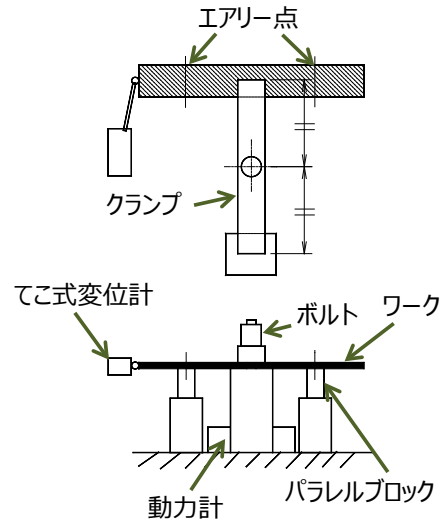 エアリー点
クランプ
てこ式変位計
ボルト
ワーク
動力計
パラレルブロック